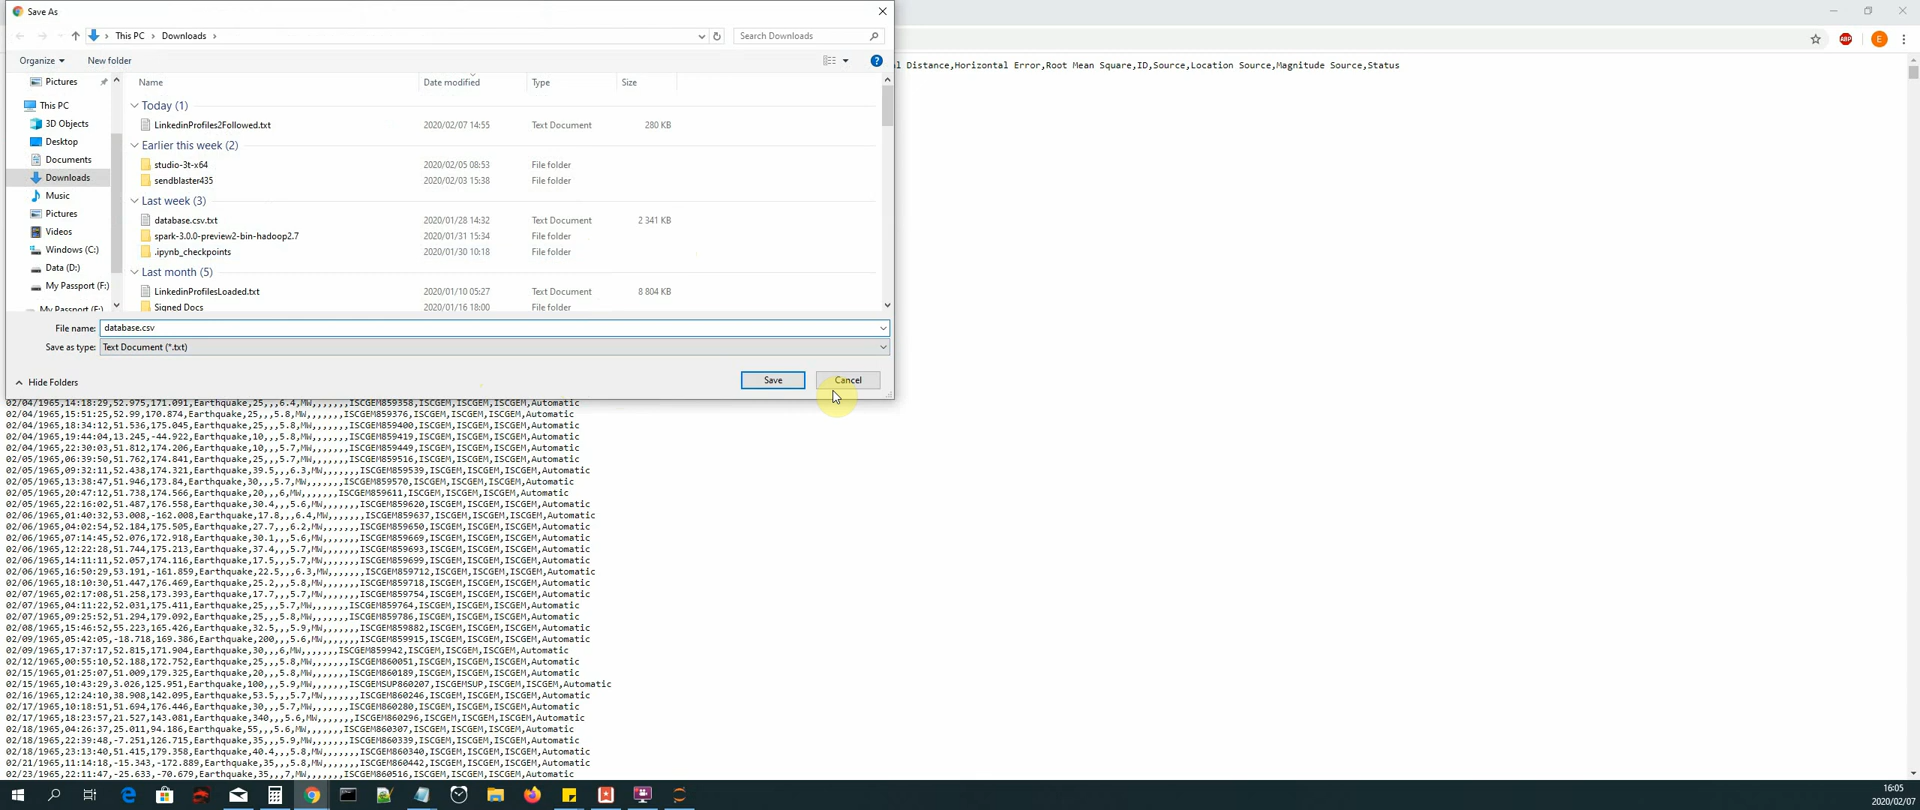 Save As
This PC > Downloads >
Search Downloads
Organize
New folder
Name Date modified Type Size
Pictures
This PC
3D Objects
Desktop
Documents
Downloads
Music
Pictures
Videos
Windows (C:)
Data (D:)
My Passport (F:)
My Passport (F:)
Today (1)
LinkedinProfiles2Followed.txt 2020/02/07 14:55 Text Document 280 KB
Earlier this week (2)
studio-3t-x64 2020/02/05 08:53 File folder
sendblaster435 2020/02/03 15:38 File folder
Last week (3)
database.csv.txt 2020/01/28 14:32 Text Document 2 341 KB
spark-3.0.0-preview2-bin-hadoop2.7 2020/01/31 15:34 File folder
.ipynb_checkpoints 2020/01/30 10:18 File folder
Last month (5)
LinkedinProfilesLoaded.txt 2020/01/10 05:27 Text Document 8 804 KB
Signed Docs 2020/01/16 18:00 File folder
File name: database.csv
Save as type: Text Document (*.txt)
Hide Folders
Save
Cancel
ABP
E
l Distance,Horizontal Error,Root Mean Square,ID,Source,Location Source,Magnitude Source,Status
02/04/1965,14:18:29,52.975,171.091,Earthquake,25,,,6.4,MW,,,,,,,ISCGEM859358,ISCGEM,ISCGEM,ISCGEM,Automatic
02/04/1965,15:51:25,52.99,170.874,Earthquake,25,,,5.8,MW,,,,,,,ISCGEM859376,ISCGEM,ISCGEM,ISCGEM,Automatic
02/04/1965,18:34:12,51.536,175.045,Earthquake,25,,,5.8,MW,,,,,,,ISCGEM859400,ISCGEM,ISCGEM,ISCGEM,Automatic
02/04/1965,19:44:04,13.245,-44.922,Earthquake,10,,,5.8,MW,,,,,,,ISCGEM859419,ISCGEM,ISCGEM,ISCGEM,Automatic
02/04/1965,22:30:03,51.812,174.206,Earthquake,10,,,5.7,MW,,,,,,,ISCGEM859449,ISCGEM,ISCGEM,ISCGEM,Automatic
02/05/1965,06:39:50,51.762,174.841,Earthquake,25,,,5.7,MW,,,,,,,ISCGEM859516,ISCGEM,ISCGEM,ISCGEM,Automatic
02/05/1965,09:32:11,52.438,174.321,Earthquake,39.5,,,6.3,MW,,,,,,,ISCGEM859539,ISCGEM,ISCGEM,ISCGEM,Automatic
02/05/1965,13:38:47,51.946,173.84,Earthquake,30,,,5.7,MW,,,,,,,ISCGEM859570,ISCGEM,ISCGEM,ISCGEM,Automatic
02/05/1965,20:47:12,51.738,174.566,Earthquake,20,,,6,MW,,,,,,,ISCGEM859611,ISCGEM,ISCGEM,ISCGEM,Automatic
02/05/1965,22:16:02,51.487,176.558,Earthquake,30.4,,,5.6,MW,,,,,,,ISCGEM859620,ISCGEM,ISCGEM,ISCGEM,Automatic
02/06/1965,01:40:32,53.008,-162.008,Earthquake,17.8,,,6.4,MW,,,,,,,ISCGEM859637,ISCGEM,ISCGEM,ISCGEM,Automatic
02/06/1965,04:02:54,52.184,175.505,Earthquake,27.7,,,6.2,MW,,,,,,,ISCGEM859650,ISCGEM,ISCGEM,ISCGEM,Automatic
02/06/1965,07:14:45,52.076,172.918,Earthquake,30.1,,,5.6,MW,,,,,,,ISCGEM859669,ISCGEM,ISCGEM,ISCGEM,Automatic
02/06/1965,12:22:28,51.744,175.213,Earthquake,37.4,,,5.7,MW,,,,,,,ISCGEM859693,ISCGEM,ISCGEM,ISCGEM,Automatic
02/06/1965,14:11:11,52.057,174.116,Earthquake,17.5,,,5.7,MW,,,,,,,ISCGEM859699,ISCGEM,ISCGEM,ISCGEM,Automatic
02/06/1965,16:50:29,53.191,-161.859,Earthquake,22.5,,,6.3,MW,,,,,,,ISCGEM859712,ISCGEM,ISCGEM,ISCGEM,Automatic
02/06/1965,18:10:30,51.447,176.469,Earthquake,25.2,,,5.8,MW,,,,,,,ISCGEM859718,ISCGEM,ISCGEM,ISCGEM,Automatic
02/07/1965,02:17:08,51.258,173.393,Earthquake,17.7,,,5.7,MW,,,,,,,ISCGEM859754,ISCGEM,ISCGEM,ISCGEM,Automatic
02/07/1965,04:11:22,52.031,175.411,Earthquake,25,,,5.7,MW,,,,,,,ISCGEM859764,ISCGEM,ISCGEM,ISCGEM,Automatic
02/07/1965,09:25:52,51.294,179.092,Earthquake,25,,,5.8,MW,,,,,,,ISCGEM859786,ISCGEM,ISCGEM,ISCGEM,Automatic
02/08/1965,15:46:52,55.223,165.426,Earthquake,32.5,,,5.9,MW,,,,,,,ISCGEM859882,ISCGEM,ISCGEM,ISCGEM,Automatic
02/09/1965,05:42:05,-18.718,169.386,Earthquake,200,,,5.6,MW,,,,,,,ISCGEM859915,ISCGEM,ISCGEM,ISCGEM,Automatic
02/09/1965,17:37:17,52.815,171.904,Earthquake,30,,,6,MW,,,,,,,ISCGEM859942,ISCGEM,ISCGEM,ISCGEM,Automatic
02/12/1965,00:55:10,52.188,172.752,Earthquake,25,,,5.8,MW,,,,,,,ISCGEM860051,ISCGEM,ISCGEM,ISCGEM,Automatic
02/15/1965,01:25:07,51.009,179.325,Earthquake,20,,,5.8,MW,,,,,,,ISCGEM860189,ISCGEM,ISCGEM,ISCGEM,Automatic
02/15/1965,10:43:29,3.026,125.951,Earthquake,100,,,5.9,MW,,,,,,,ISCGEMSUP860207,ISCGEMSUP,ISCGEM,ISCGEM,Automatic
02/16/1965,12:24:10,38.908,142.095,Earthquake,53.5,,,5.7,MW,,,,,,,ISCGEM860246,ISCGEM,ISCGEM,ISCGEM,Automatic
02/17/1965,10:18:51,51.694,176.446,Earthquake,30,,,5.7,MW,,,,,,,ISCGEM860280,ISCGEM,ISCGEM,ISCGEM,Automatic
02/17/1965,18:23:57,21.527,143.081,Earthquake,340,,,5.6,MW,,,,,,,ISCGEM860296,ISCGEM,ISCGEM,ISCGEM,Automatic
02/18/1965,04:26:37,25.011,94.186,Earthquake,55,,,5.6,MW,,,,,,,ISCGEM860307,ISCGEM,ISCGEM,ISCGEM,Automatic
02/18/1965,22:39:48,-7.251,126.715,Earthquake,35,,,5.9,MW,,,,,,,ISCGEM860339,ISCGEM,ISCGEM,ISCGEM,Automatic
02/18/1965,23:13:40,51.415,179.358,Earthquake,40.4,,,5.8,MW,,,,,,,ISCGEM860340,ISCGEM,ISCGEM,ISCGEM,Automatic
02/21/1965,11:14:18,-15.343,-172.889,Earthquake,35,,,5.8,MW,,,,,,,ISCGEM860442,ISCGEM,ISCGEM,ISCGEM,Automatic
02/23/1965,22:11:47,-25.633,-70.679,Earthquake,35,,,7,MW,,,,,,,ISCGEM860516,ISCGEM,ISCGEM,ISCGEM,Automatic
16:05
2020/02/07